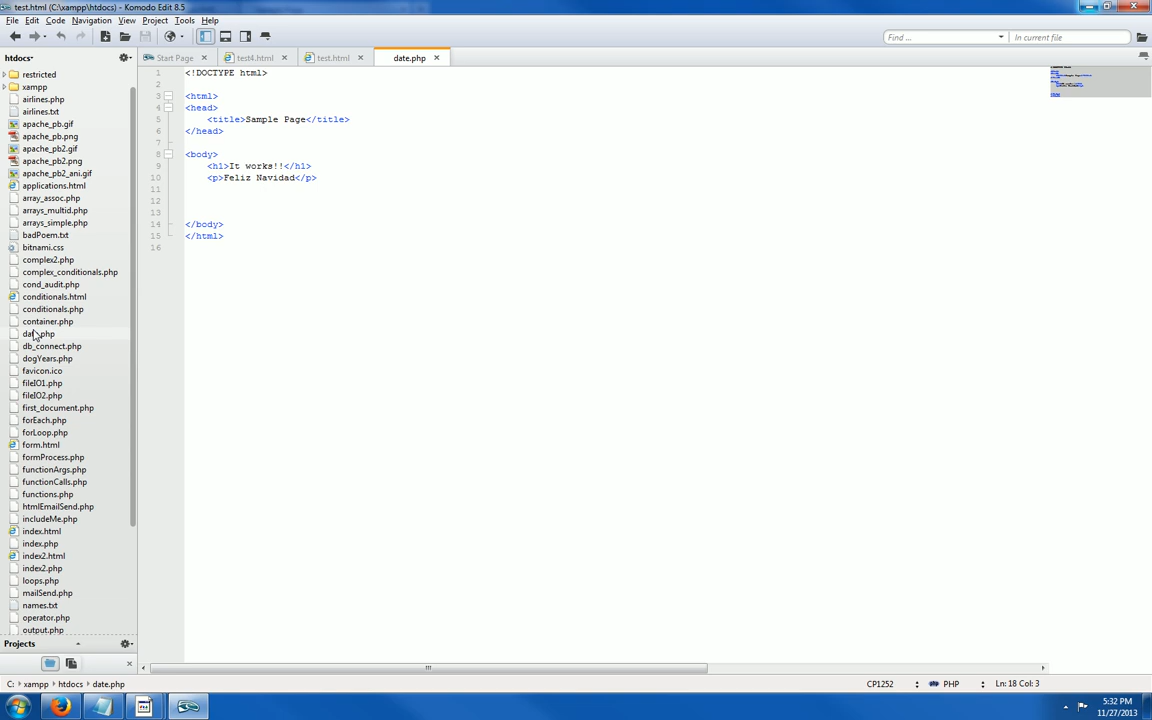 test.html (C:\xampp\htdocs) - Komodo Edit 8.5
File Edit Code Navigation View Project Tools Help
Find ...
In current file
htdocs*
Start Page
test4.html
test.html
date.php
restricted
xampp
airlines.php
airlines.txt
apache_pb.gif
apache_pb.png
apache_pb2.gif
apache_pb2.png
apache_pb2_ani.gif
applications.html
array_assoc.php
arrays_multid.php
arrays_simple.php
badPoem.txt
bitnami.css
complex2.php
complex_conditionals.php
cond_audit.php
conditionals.html
conditionals.php
container.php
date.php
db_connect.php
dogYears.php
favicon.ico
fileIO1.php
fileIO2.php
first_document.php
forEach.php
forLoop.php
form.html
formProcess.php
functionArgs.php
functionCalls.php
functions.php
htmlEmailSend.php
includeMe.php
index.html
index.php
index2.html
index2.php
loops.php
mailSend.php
names.txt
operator.php
output.php
Projects
1 <!DOCTYPE html>
2
3 <html>
4 <head>
5 <title>Sample Page</title>
6 </head>
7
8 <body>
9 <h1>It works!!</h1>
10 <p>Feliz Navidad</p>
11
12
13
14 </body>
15 </html>
16
C: xampp htdocs date.php
CP1252
PHP
Ln: 18 Col: 3
5:32 PM
11/27/2013